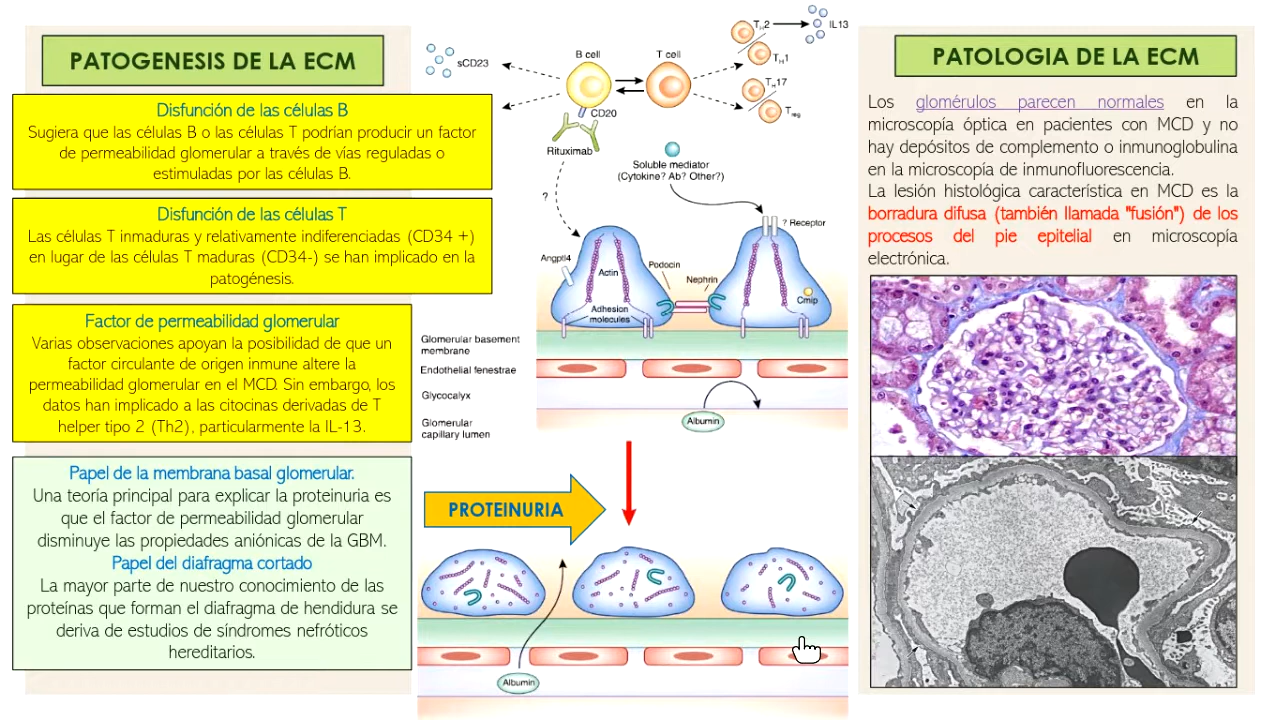 PATOGENESIS DE LA ECM
Disfunción de las células B
Sugiera que las células B o las células T podrían producir un factor
de permeabilidad glomerular a través de vías reguladas o
estimuladas por las células B.
Disfunción de las células T
Las células T inmaduras y relativamente indiferenciadas (CD34 +)
en lugar de las células T maduras (CD34-) se han implicado en la
patogénesis.
Factor de permeabilidad glomerular
Varias observaciones apoyan la posibilidad de que un
factor circulante de origen inmune altere la
permeabilidad glomerular en el MCD. Sin embargo, los
datos han implicado a las citocinas derivadas de T
helper tipo 2 (Th2), particularmente la IL-13.
Papel de la membrana basal glomerular.
Una teoría principal para explicar la proteinuria es
que el factor de permeabilidad glomerular
disminuye las propiedades aniónicas de la GBM.
Papel del diafragma cortado
La mayor parte de nuestro conocimiento de las
proteínas que forman el diafragma de hendidura se
deriva de estudios de síndromes nefróticos
hereditarios.
sCD23
B cell
T cell
TH2
IL13
TH1
TH17
Treg
CD20
Rituximab
?
Soluble mediator
(Cytokine? Ab? Other?)
? Receptor
Angptl4
Actin
Podocin
Nephrin
Cmip
Adhesion
molecules
Glomerular basement
membrane
Endothelial fenestrae
Glycocalyx
Glomerular
capillary lumen
Albumin
PROTEINURIA
Albumin
PATOLOGIA DE LA ECM
Los glomérulos parecen normales en la
microscopía óptica en pacientes con MCD y no
hay depósitos de complemento o inmunoglobulina
en la microscopía de inmunofluorescencia.
La lesión histológica característica en MCD es la
borradura difusa (también llamada "fusión") de los
procesos del pie epitelial en microscopía
electrónica.